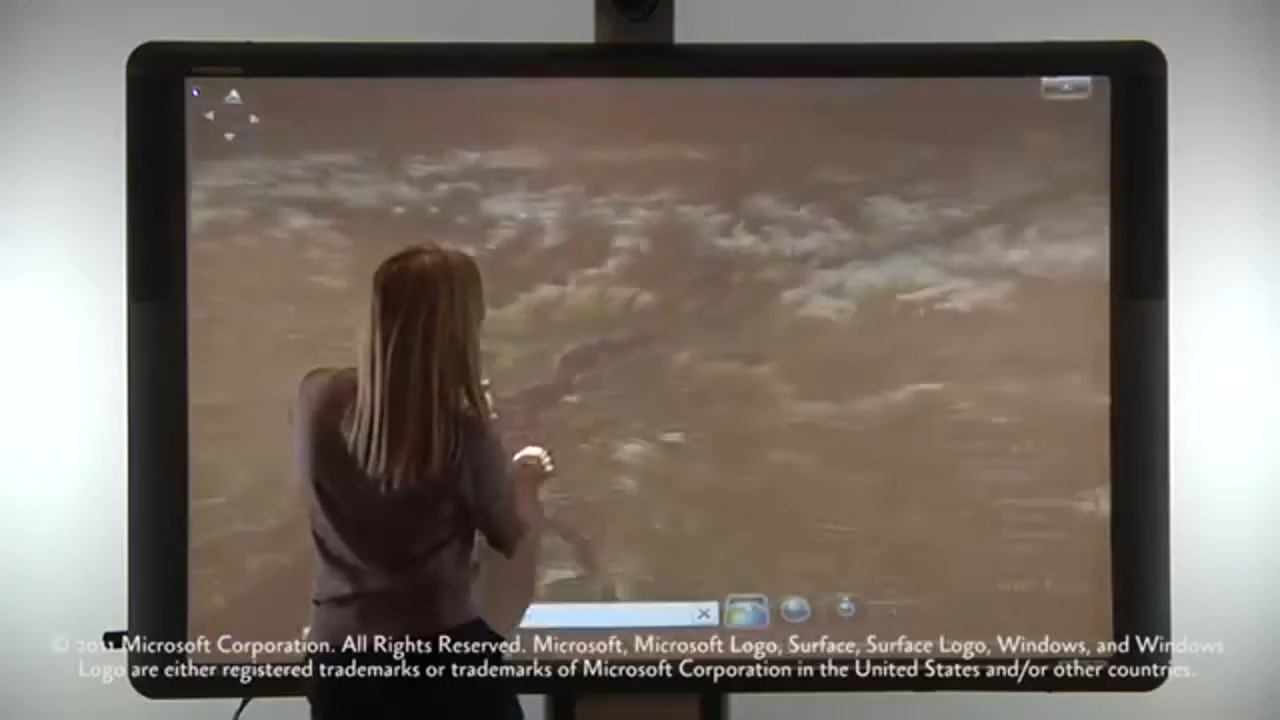 © 2011 Microsoft Corporation. All Rights Reserved. Microsoft, Microsoft Logo, Surface, Surface Logo, Windows, and Windows
Logo are either registered trademarks or trademarks of Microsoft Corporation in the United States and/or other countries.